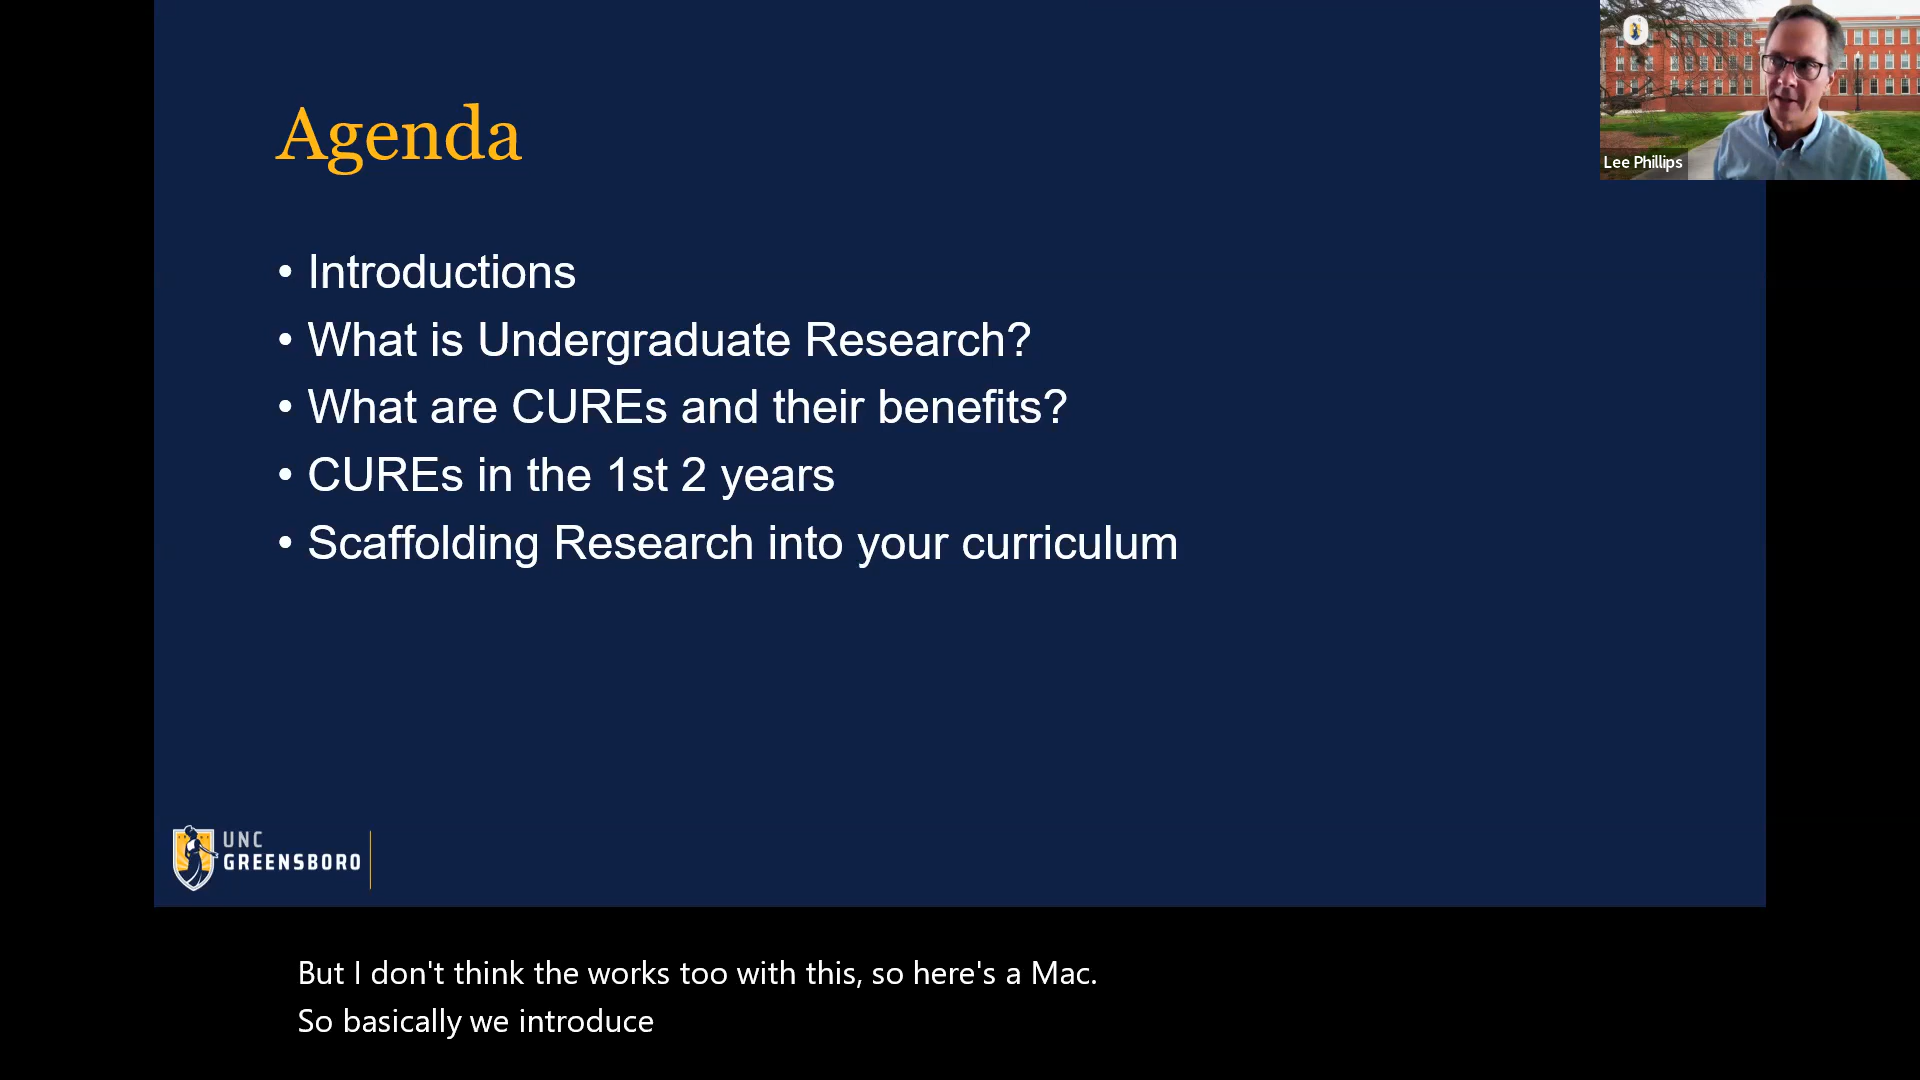 Agenda
• Introductions
• What is Undergraduate Research?
• What are CUREs and their benefits?
• CUREs in the 1st 2 years
• Scaffolding Research into your curriculum
Lee Phillips
UNC
GREENSBORO
But I don't think the works too with this, so here's a Mac.
So basically we introduce